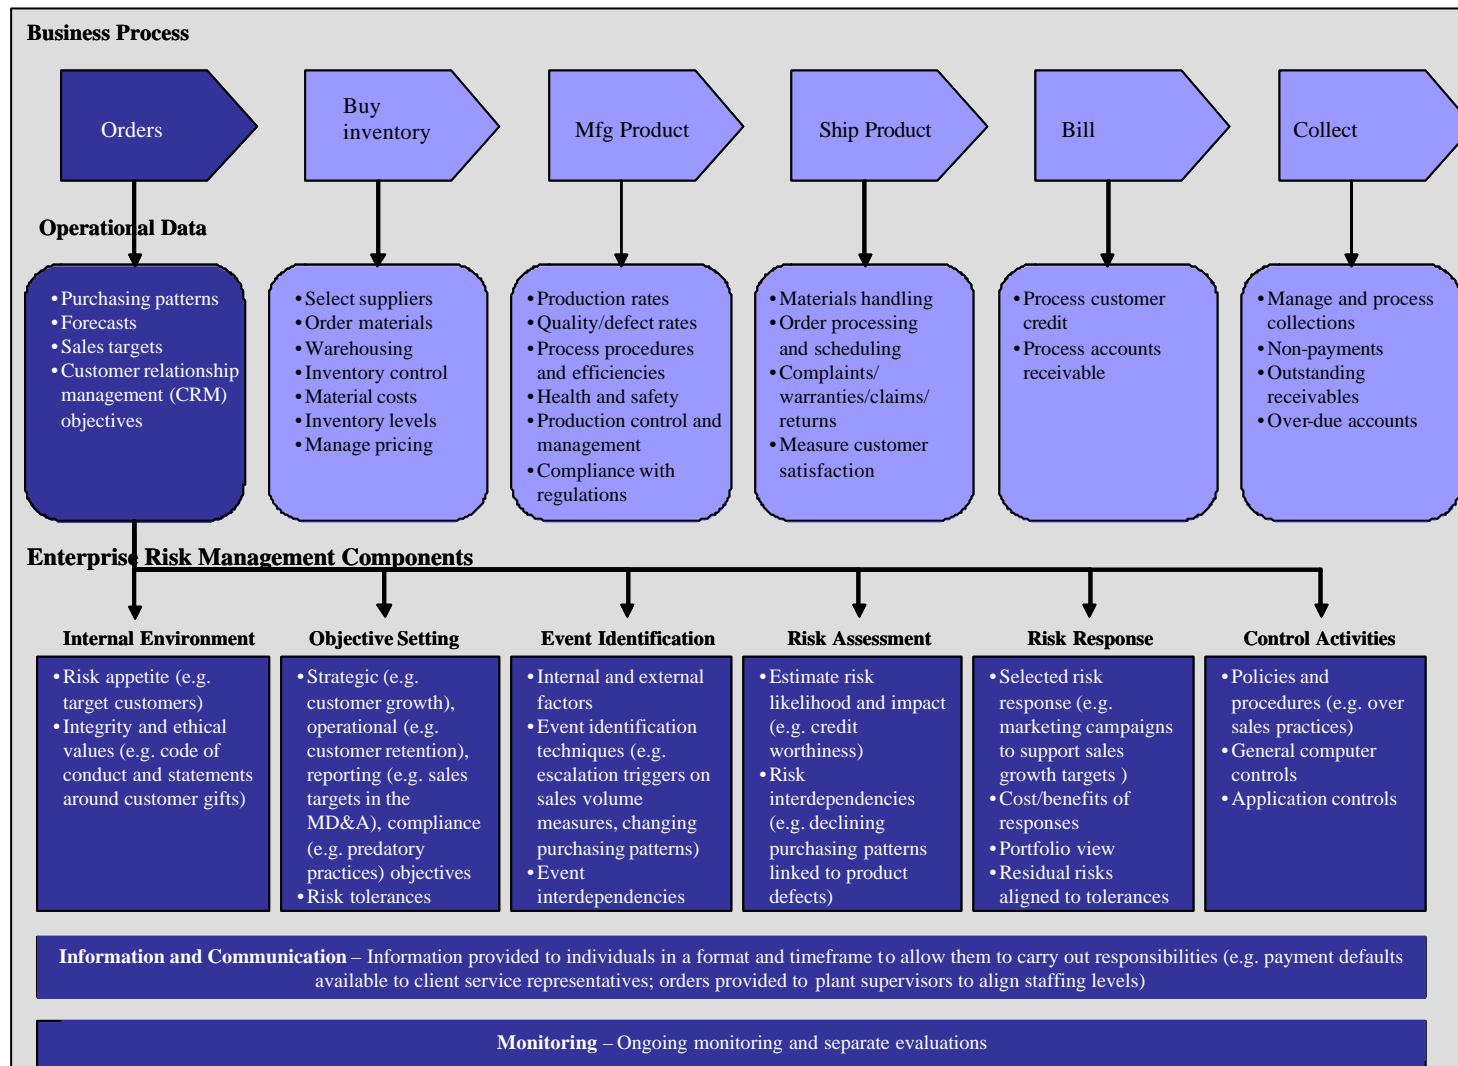 Business Process
Orders
Buy
inventory
Mfg Product
Ship Product
Bill
Collect
Operational Data
•Purchasing patterns
•Forecasts
•Sales targets
•Customer relationship
management (CRM)
objectives
•Select suppliers
•Order materials
•Warehousing
•Inventory control
•Material costs
•Inventory levels
•Manage pricing
•Production rates
•Quality/defect rates
•Process procedures
and efficiencies
•Health and safety
•Production control and
management
•Compliance with
regulations
•Materials handling
•Order processing
and scheduling
•Complaints/
warranties/claims/
returns
•Measure customer
satisfaction
•Process customer
credit
•Process accounts
receivable
•Manage and process
collections
•Non-payments
•Outstanding
receivables
•Over-due accounts
Enterprise Risk Management Components
Internal Environment
•Risk appetite (e.g.
target customers)
•Integrity and ethical
values (e.g. code of
conduct and statements
around customer gifts)
Objective Setting
•Strategic (e.g.
customer growth),
operational (e.g.
customer retention),
reporting (e.g. sales
targets in the
MD&A), compliance
(e.g. predatory
practices) objectives
•Risk tolerances
Event Identification
•Internal and external
factors
•Event identification
techniques (e.g.
escalation triggers on
sales volume
measures, changing
purchasing patterns)
•Event
interdependencies
Risk Assessment
•Estimate risk
likelihood and impact
(e.g. credit
worthiness)
•Risk
interdependencies
(e.g. declining
purchasing patterns
linked to product
defects)
Risk Response
•Selected risk
response (e.g.
marketing campaigns
to support sales
growth targets )
•Cost/benefits of
responses
•Portfolio view
•Residual risks
aligned to tolerances
Control Activities
•Policies and
procedures (e.g. over
sales practices)
•General computer
controls
•Application controls
Information and Communication – Information provided to individuals in a format and timeframe to allow them to carry out responsibilities (e.g. payment defaults
available to client service representatives; orders provided to plant supervisors to align staffing levels)
Monitoring – Ongoing monitoring and separate evaluations